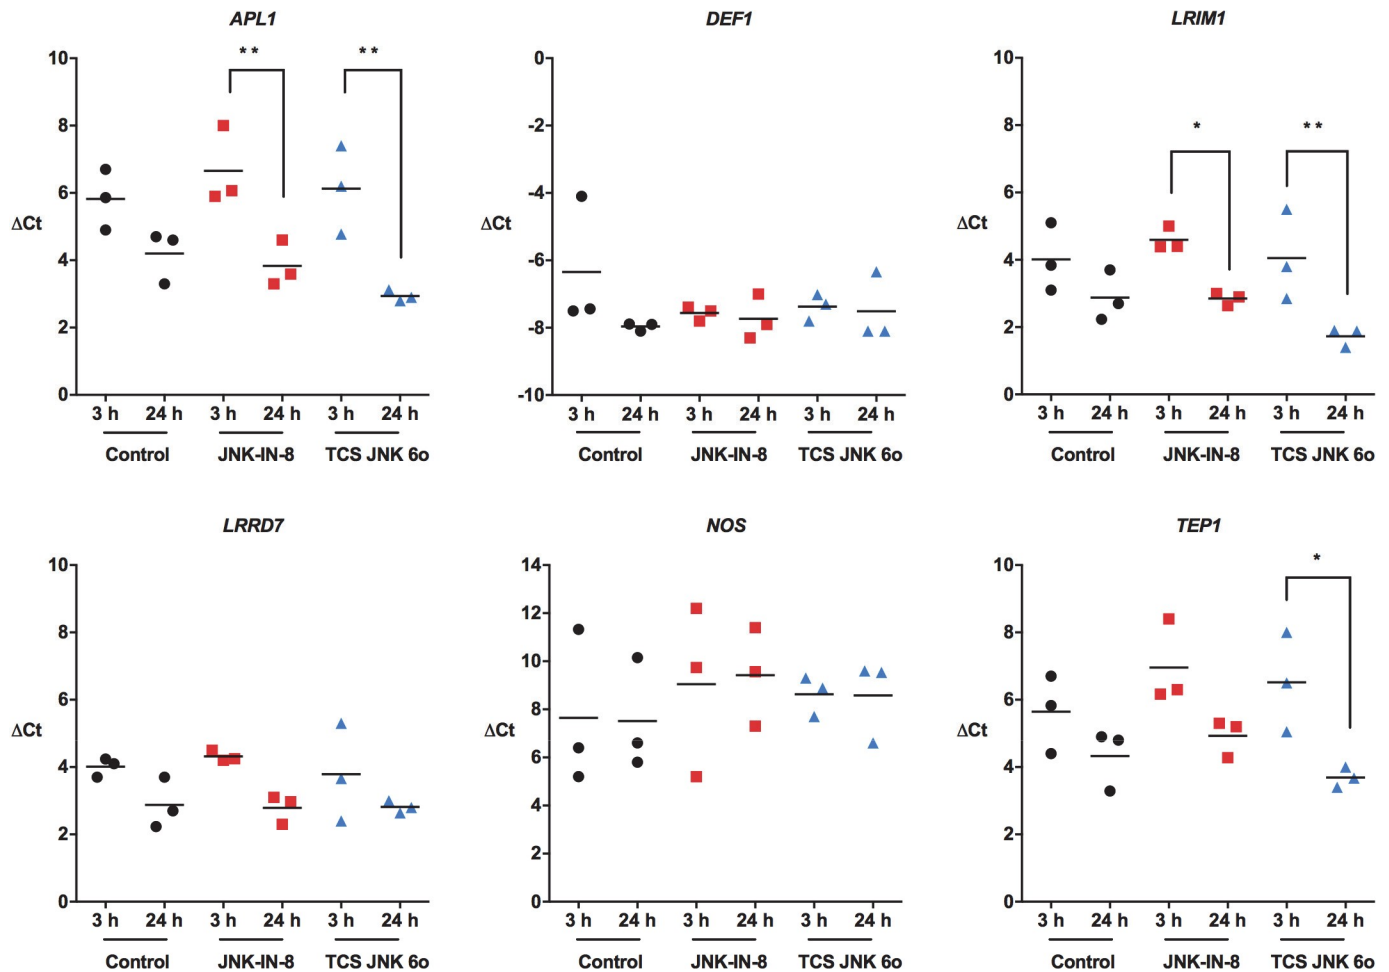 APL1
10
8
6
4
2
0
ΔCt
**
**
3 h 24 h 3 h 24 h 3 h 24 h
Control JNK-IN-8 TCS JNK 6o
DEF1
0
-2
-4
-6
-8
-10
ΔCt
3 h 24 h 3 h 24 h 3 h 24 h
Control JNK-IN-8 TCS JNK 6o
LRIM1
10
8
6
4
2
0
ΔCt
*
**
3 h 24 h 3 h 24 h 3 h 24 h
Control JNK-IN-8 TCS JNK 6o
LRRD7
10
8
6
4
2
0
ΔCt
3 h 24 h 3 h 24 h 3 h 24 h
Control JNK-IN-8 TCS JNK 6o
NOS
14
12
10
8
6
4
2
0
ΔCt
3 h 24 h 3 h 24 h 3 h 24 h
Control JNK-IN-8 TCS JNK 6o
TEP1
10
8
6
4
2
0
ΔCt
*
3 h 24 h 3 h 24 h 3 h 24 h
Control JNK-IN-8 TCS JNK 6o